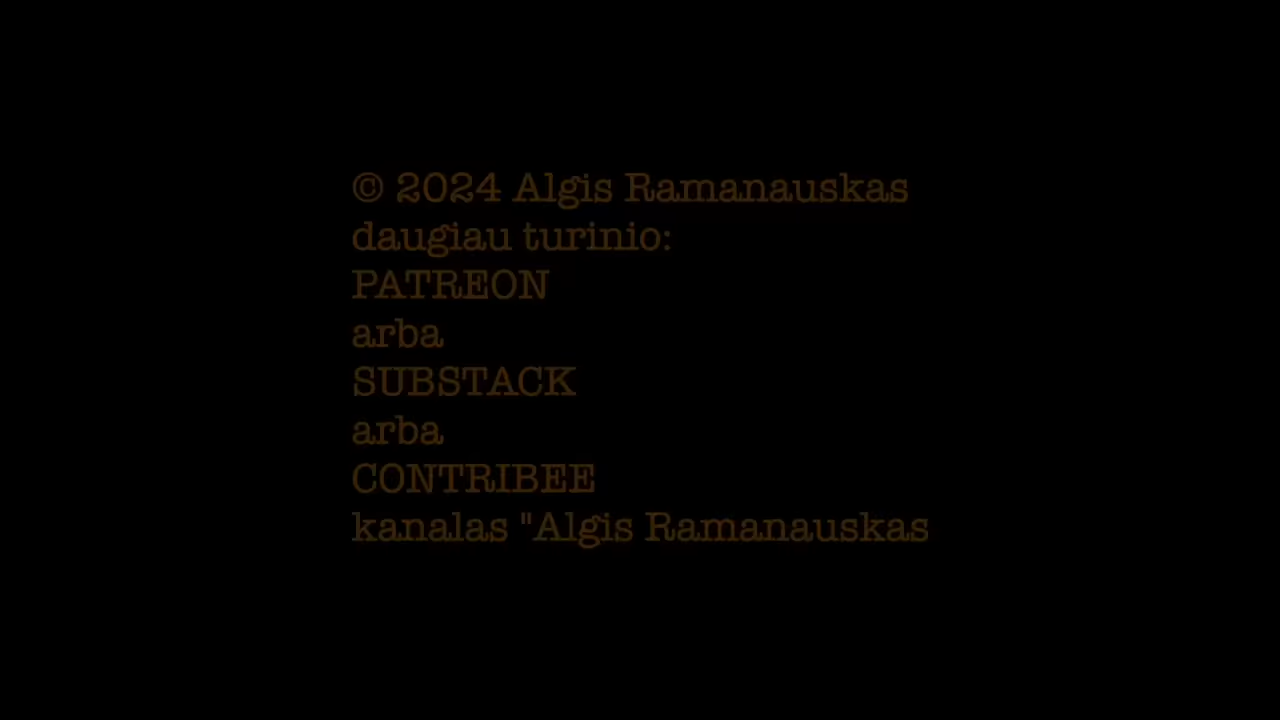 © 2024 Algis Ramanauskas
daugiau turinio:
PATREON
arba
SUBSTACK
arba
CONTRIBEE
kanalas "Algis Ramanauskas